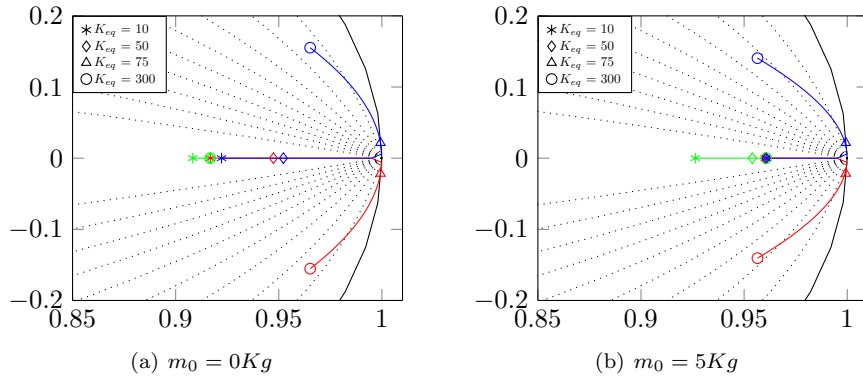 0.2
0.1
0
−0.1
−0.2
0.85
0.9
0.95
1
K_eq = 10
K_eq = 50
K_eq = 75
K_eq = 300
(a) m_0 = 0Kg
0.2
0.1
0
−0.1
−0.2
0.85
0.9
0.95
1
K_eq = 10
K_eq = 50
K_eq = 75
K_eq = 300
(b) m_0 = 5Kg